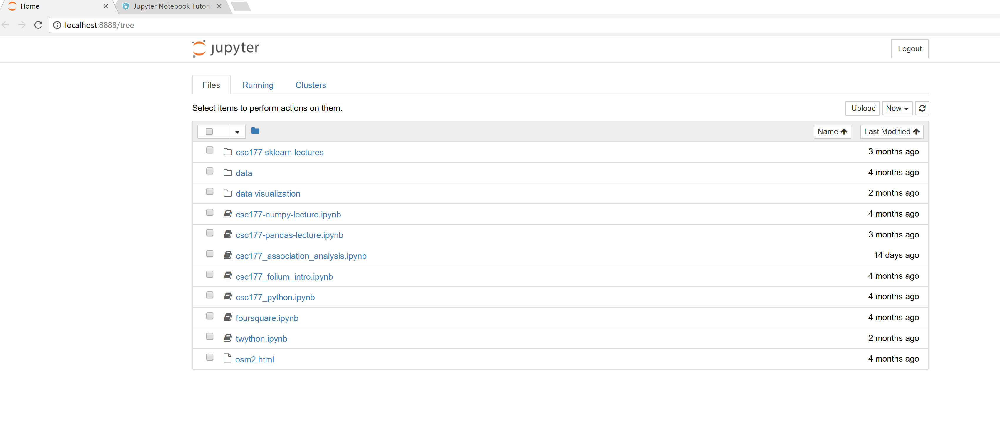 Home
Jupyter Notebook Tutori
localhost:8888/tree
jupyter
Logout
Files Running Clusters
Select items to perform actions on them.
Upload New
Name Last Modified
csc177 sklearn lectures 3 months ago
data 4 months ago
data visualization 2 months ago
csc177-numpy-lecture.ipynb 4 months ago
csc177-pandas-lecture.ipynb 3 months ago
csc177_association_analysis.ipynb 14 days ago
csc177_folium_intro.ipynb 4 months ago
csc177_python.ipynb 4 months ago
foursquare.ipynb 4 months ago
twython.ipynb 2 months ago
osm2.html 4 months ago